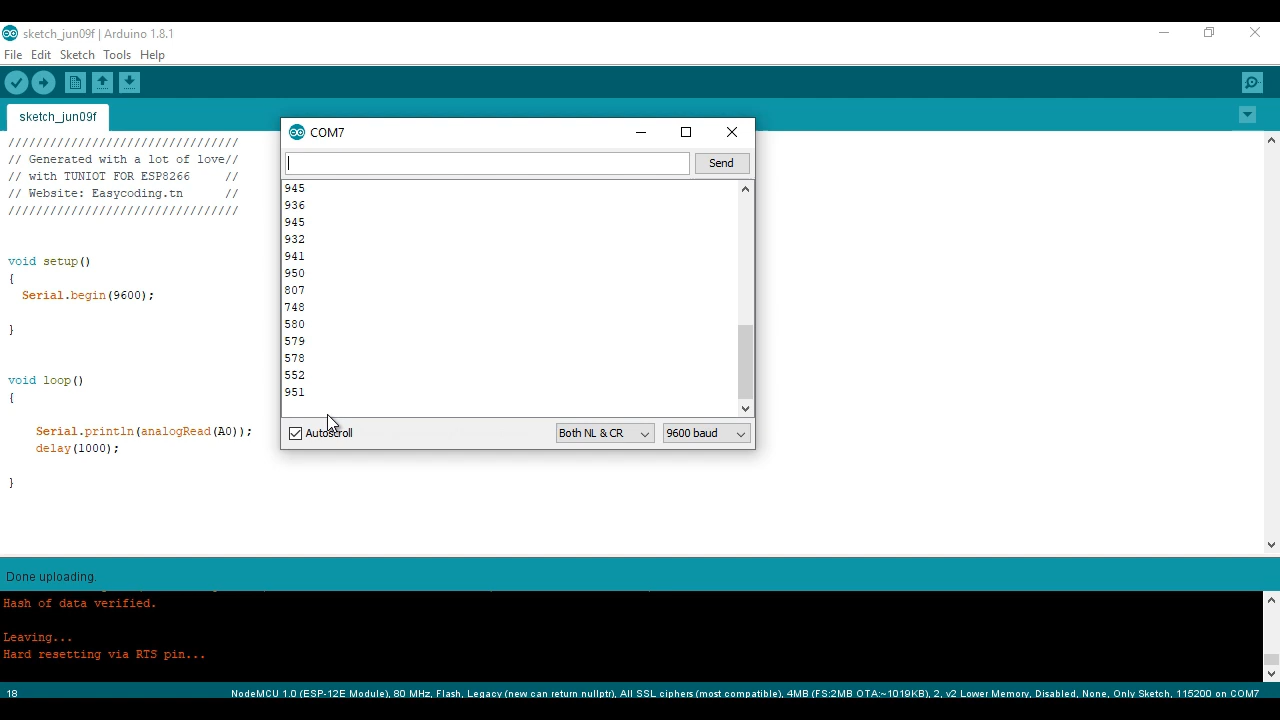 sketch_jun09f | Arduino 1.8.1
File Edit Sketch Tools Help
sketch_jun09f
/////////////////////////////////
// Generated with a lot of love//
// with TUNIOT FOR ESP8266     //
// Website: Easycoding.tn      //
/////////////////////////////////
void setup()
{
Serial.begin(9600);
}
void loop()
{
Serial.println(analogRead(A0));
delay(1000);
}
COM7
Send
945
936
945
932
941
950
807
748
580
579
578
552
951
Autoscroll
Both NL & CR
9600 baud
Done uploading.
Hash of data verified.
Leaving...
Hard resetting via RTS pin...
18
NodeMCU 1.0 (ESP-12E Module), 80 MHz, Flash, Legacy (new can return nullptr), All SSL ciphers (most compatible), 4MB (FS:2MB OTA:~1019KB), 2, v2 Lower Memory, Disabled, None, Only Sketch, 115200 on COM7